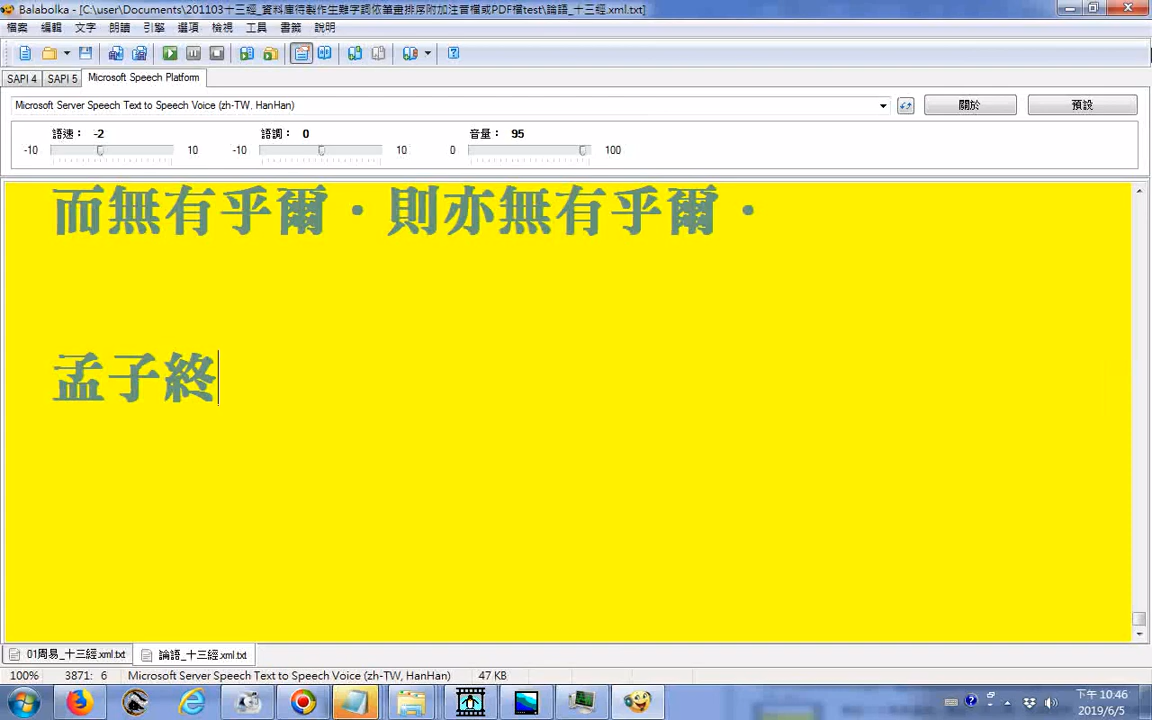 Balabolka - [C:\user\Documents\201103十三經_資料庫待製作生難字詞依筆畫排序附加注音檔或PDF檔test\論語_十三經.xml.txt]
檔案 編輯 文字 朗讀 引擎 選項 檢視 工具 書籤 說明
SAPI 4 SAPI 5 Microsoft Speech Platform
Microsoft Server Speech Text to Speech Voice (zh-TW, HanHan) 關於 預設
語速： -2 語調： 0 音量： 95
-10 10 -10 10 0 100
而無有乎爾．則亦無有乎爾．
孟子終
01周易_十三經.xml.txt 論語_十三經.xml.txt
100% 3871: 6 Microsoft Server Speech Text to Speech Voice (zh-TW, HanHan) 47 KB
下午 10:46
2019/6/5